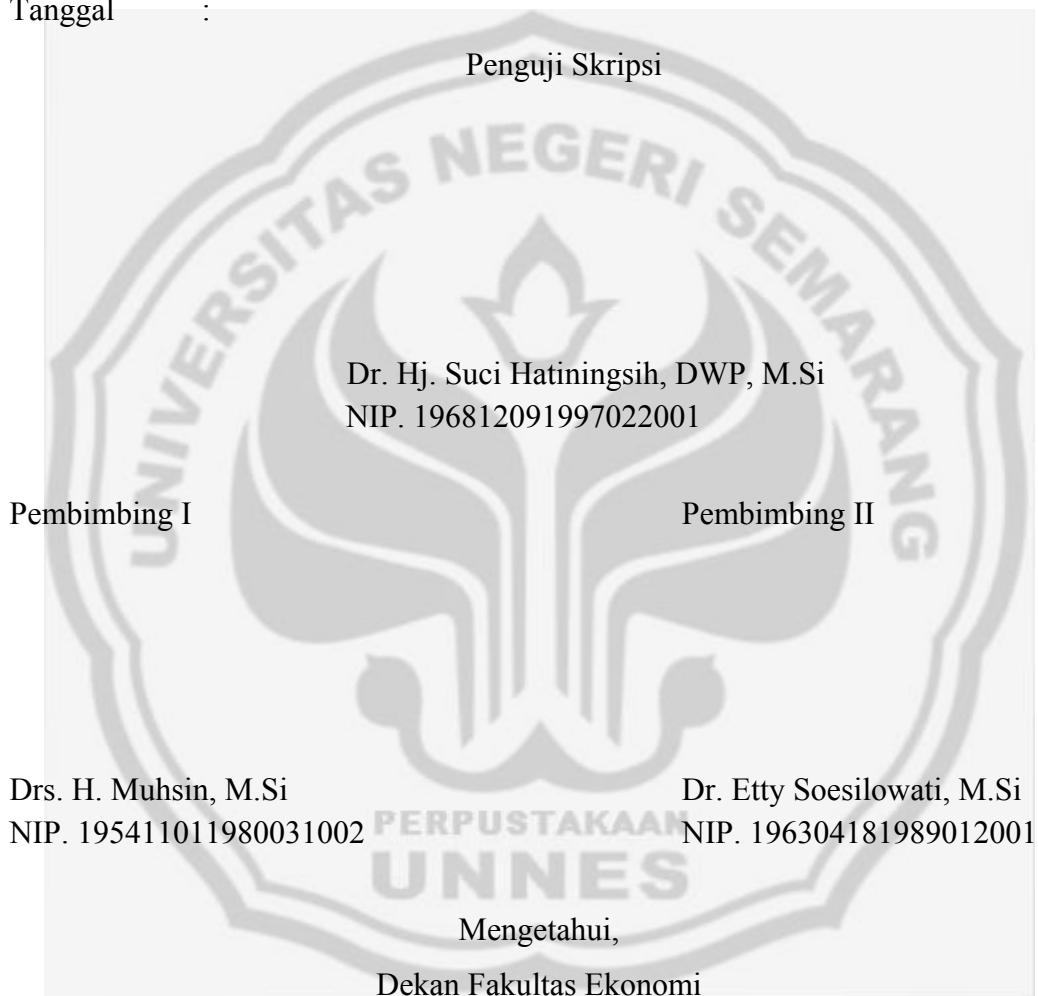 Tanggal :
Penguji Skripsi
UNIVERSITAS NEGERI SEMARANG
Dr. Hj. Suci Hatiningsih, DWP, M.Si
NIP. 196812091997022001
Pembimbing I Pembimbing II
Drs. H. Muhsin, M.Si Dr. Etty Soesilowati, M.Si
NIP. 195411011980031002 NIP. 196304181989012001
PERPUSTAKAAN
UNNES
Mengetahui,
Dekan Fakultas Ekonomi